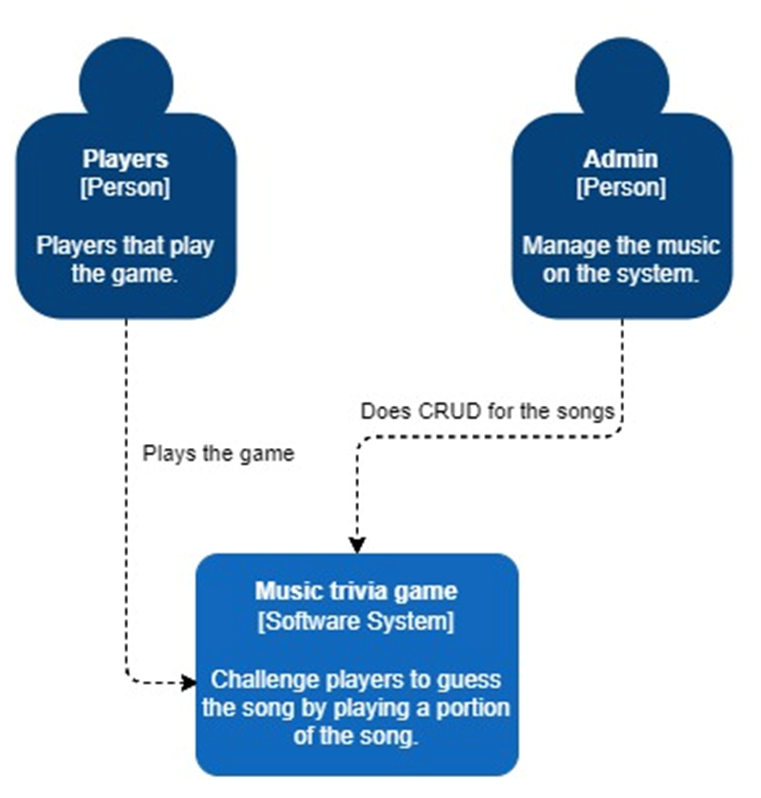 Players
[Person]
Players that play
the game.
Admin
[Person]
Manage the music
on the system.
Does CRUD for the songs
Plays the game
Music trivia game
[Software System]
Challenge players to guess
the song by playing a portion
of the song.